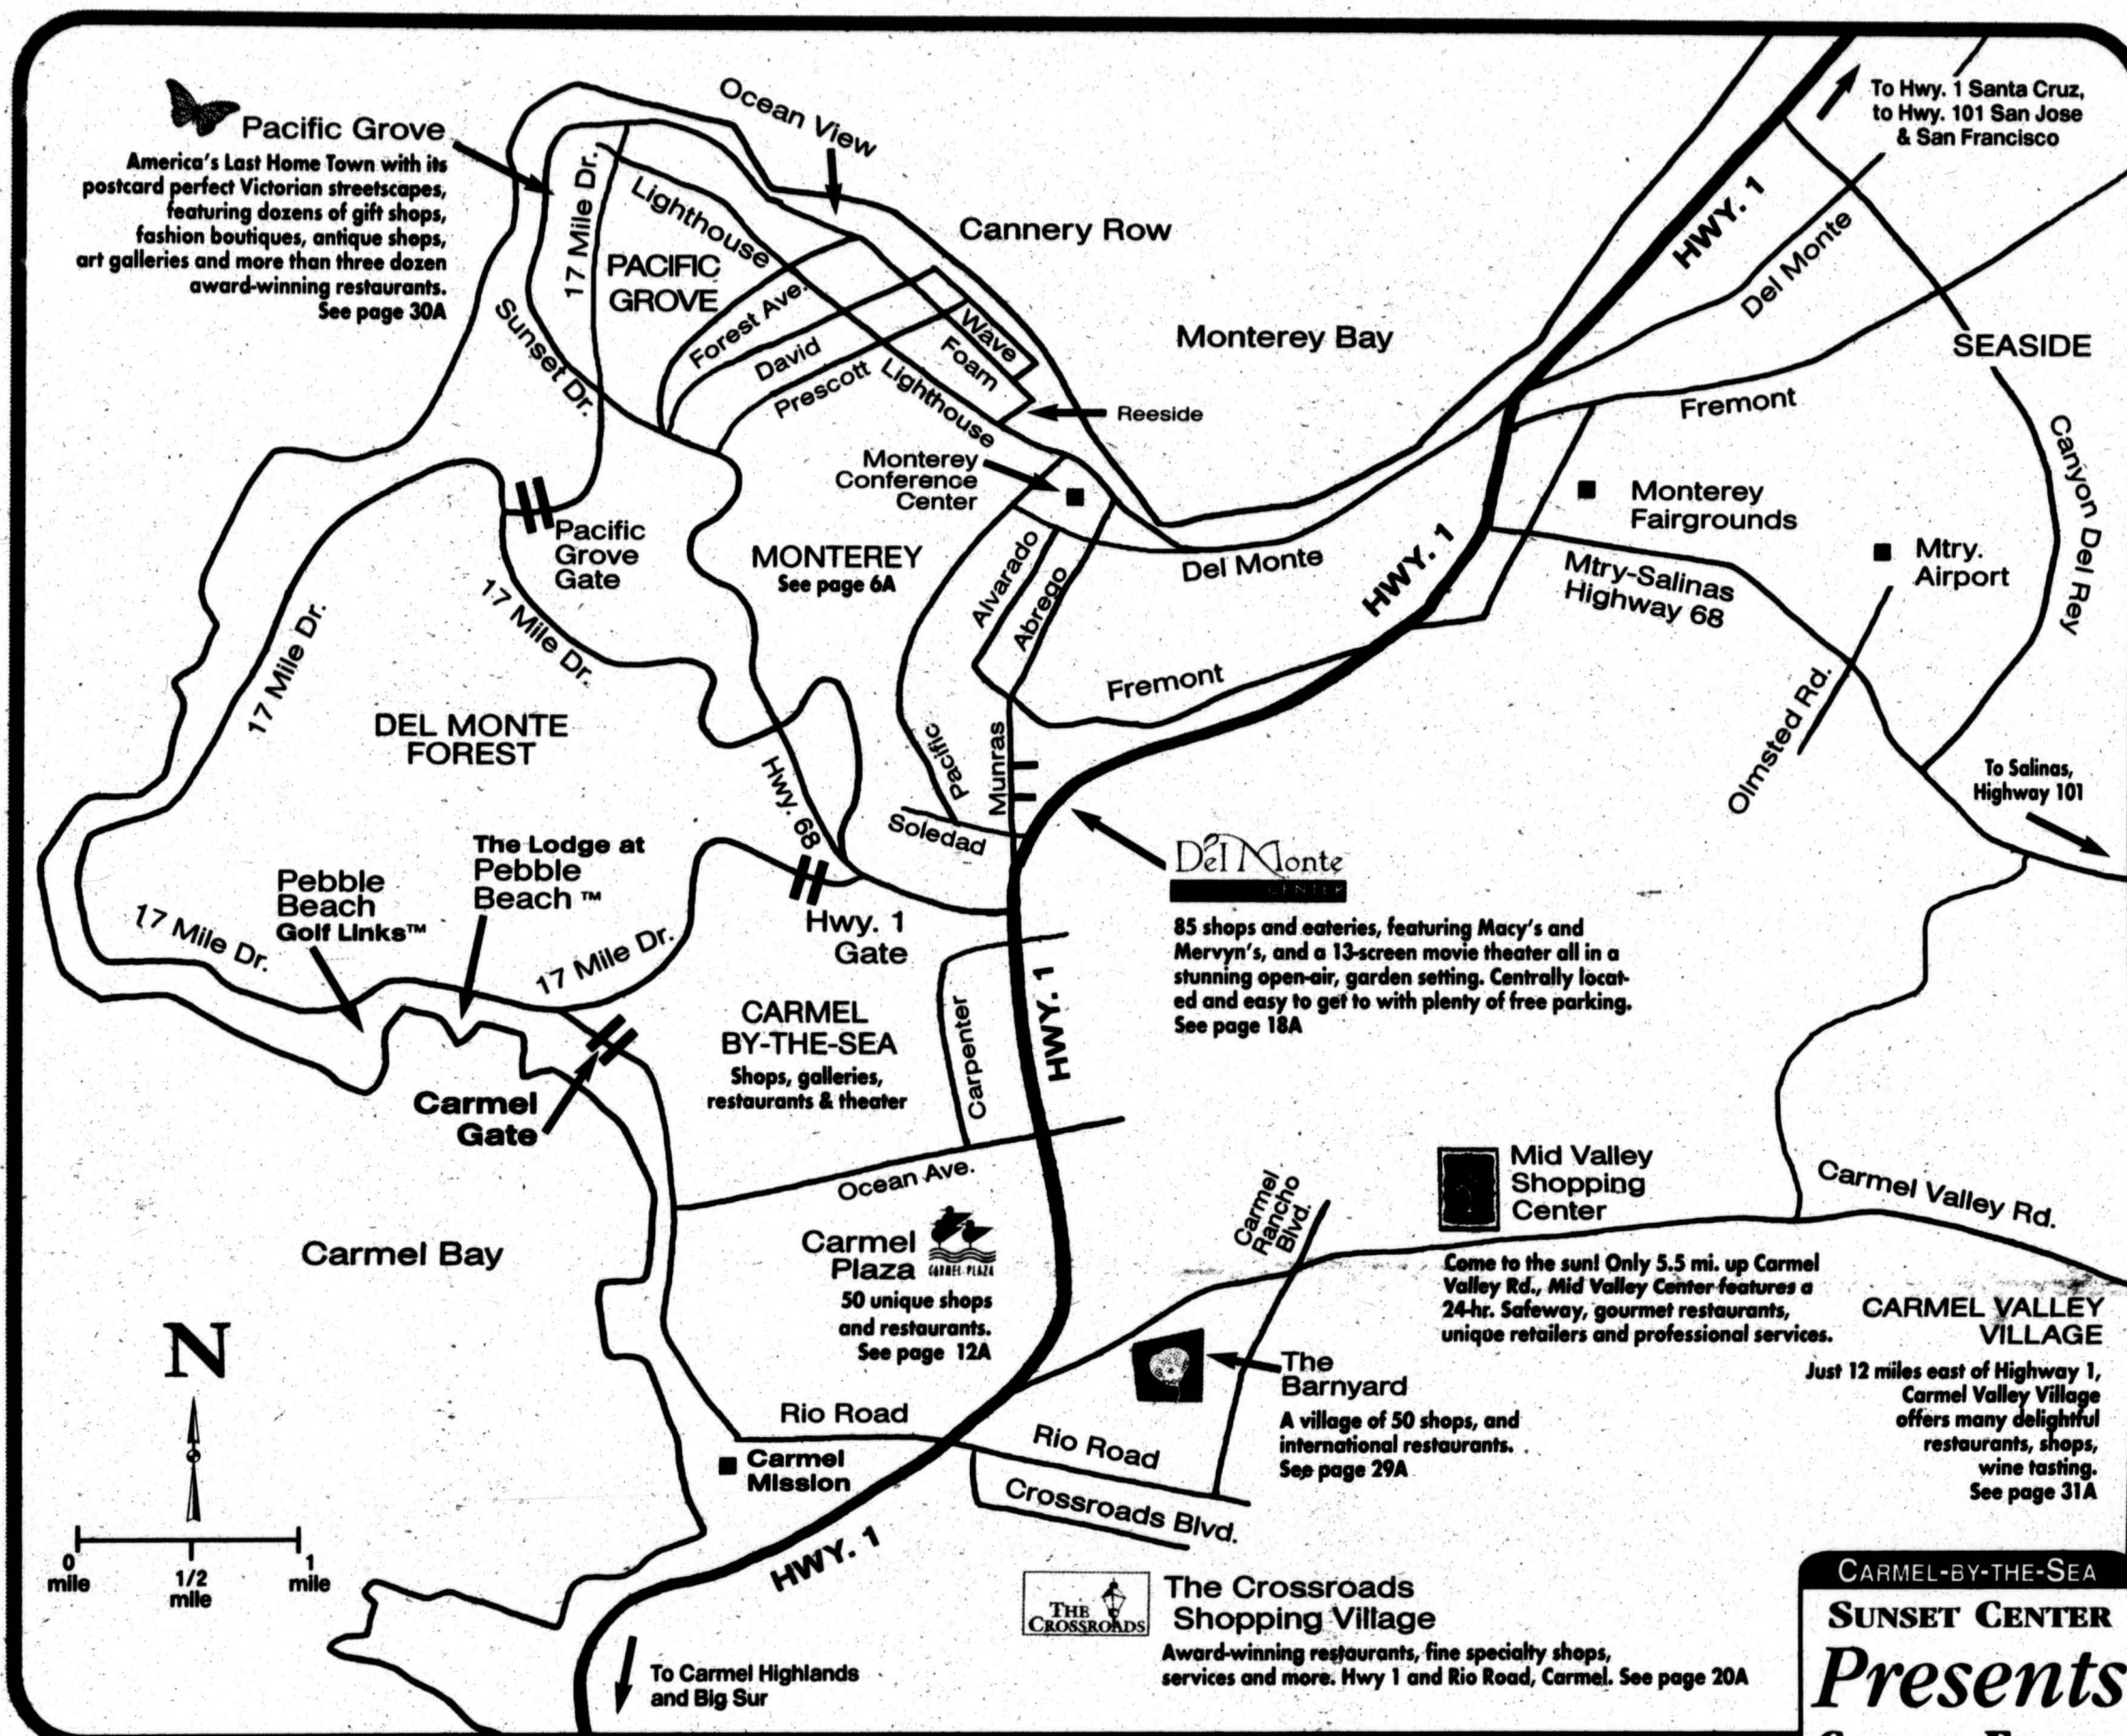 Pacific Grove
America's Last Home Town with its
postcard perfect Victorian streetscapes,
featuring dozens of gift shops,
fashion boutiques, antique shops,
art galleries and more than three dozen
award-winning restaurants.
See page 30A
Ocean View
To Hwy. 1 Santa Cruz,
to Hwy. 101 San Jose
& San Francisco
17 Mile Dr.
Lighthouse
PACIFIC
GROVE
Cannery Row
HWY. 1
Del Monte
Sunset Dr.
Forest Ave.
David
Prescott
Wave
Foam
Lighthouse
Reeside
Monterey Bay
SEASIDE
Fremont
Canyon Del Rey
Monterey
Conference
Center
Monterey
Fairgrounds
Mtry.
Airport
Pacific
Grove
Gate
MONTEREY
See page 6A
Alvarado
Abrego
Del Monte
HWY. 1
Mtry-Salinas
Highway 68
17 Mile Dr.
17 Mile Dr.
Fremont
Olmsted Rd.
DEL MONTE
FOREST
Hwy. 68
Pacific
Munras
Soledad
To Salinas,
Highway 101
The Lodge at
Pebble
Beach™
Pebble
Beach
Golf Links™
17 Mile Dr.
17 Mile Dr.
Hwy. 1
Gate
Del Monte
CENTER
85 shops and eateries, featuring Macy's and
Mervyn's, and a 13-screen movie theater all in a
stunning open-air, garden setting. Centrally locat-
ed and easy to get to with plenty of free parking.
See page 18A
CARMEL
BY-THE-SEA
Shops, galleries,
restaurants & theater
Carpenter
HWY. 1
Carmel
Gate
Ocean Ave.
Carmel Bay
Carmel
Plaza
CARMEL PLAZA
50 unique shops
and restaurants.
See page 12A
Carmel
Rancho
Blvd.
Mid Valley
Shopping
Center
Carmel Valley Rd.
Come to the sun! Only 5.5 mi. up Carmel
Valley Rd., Mid Valley Center features a
24-hr. Safeway, gourmet restaurants,
unique retailers and professional services.
CARMEL VALLEY
VILLAGE
Just 12 miles east of Highway 1,
Carmel Valley Village
offers many delightful
restaurants, shops,
wine tasting.
See page 31A
The
Barnyard
A village of 50 shops, and
international restaurants.
See page 29A
N
Rio Road
Carmel
Mission
Rio Road
Crossroads Blvd.
HWY. 1
0
mile
1/2
mile
1
mile
THE
CROSSROADS
The Crossroads
Shopping Village
Award-winning restaurants, fine specialty shops,
services and more. Hwy 1 and Rio Road, Carmel. See page 20A
To Carmel Highlands
and Big Sur
CARMEL-BY-THE-SEA
SUNSET CENTER
Presents